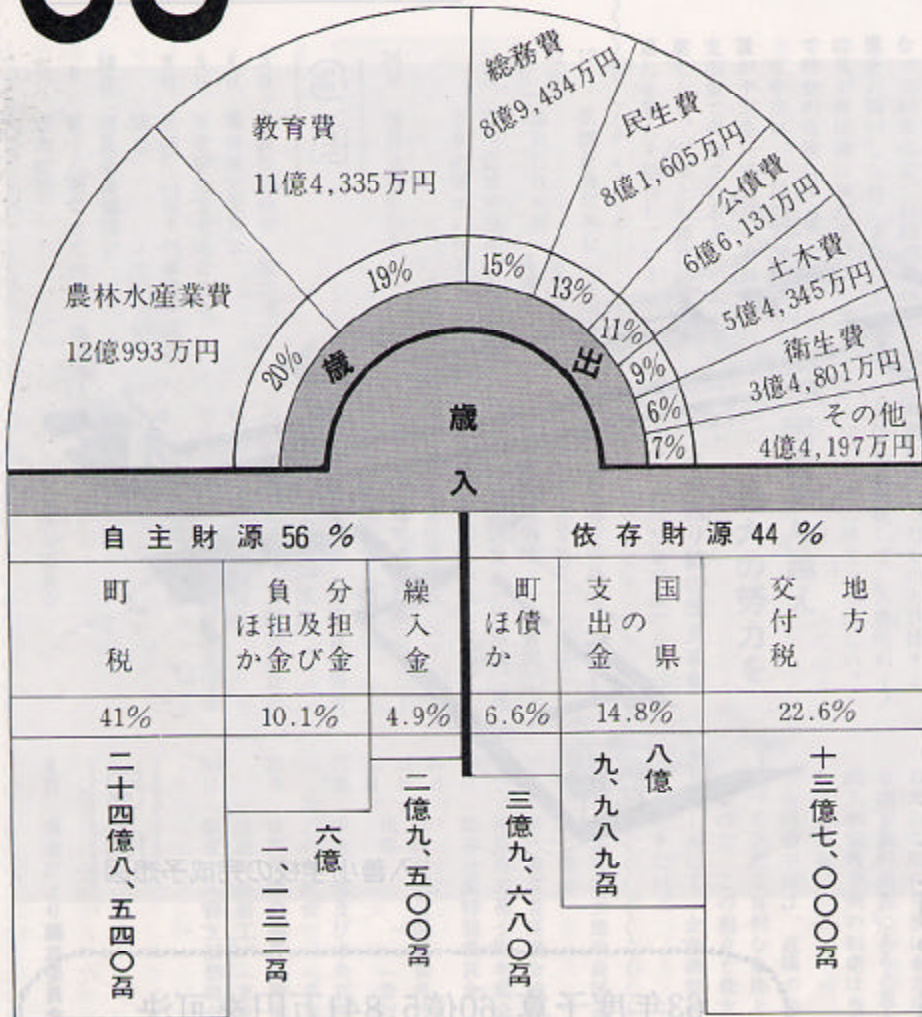 総務費
8億9,434万円
教育費
11億4,335万円
民生費
8億1,605万円
公債費
6億6,131万円
土木費
5億4,345万円
農林水産業費
12億993万円
衛生費
3億4,801万円
その他
4億4,197万円
20%
19%
15%
13%
11%
9%
6%
7%
歳出
歳入
自主財源 56%
依存財源 44%
町税
分担金及び負担金ほか
繰入金
町債ほか
国県の支出金
地方交付税
41%
10.1%
4.9%
6.6%
14.8%
22.6%
二十四億八、五四〇万円
六億一、一三二万円
二億九、五〇〇万円
三億九、六八〇万円
八億九、九八九万円
十三億七、〇〇〇万円